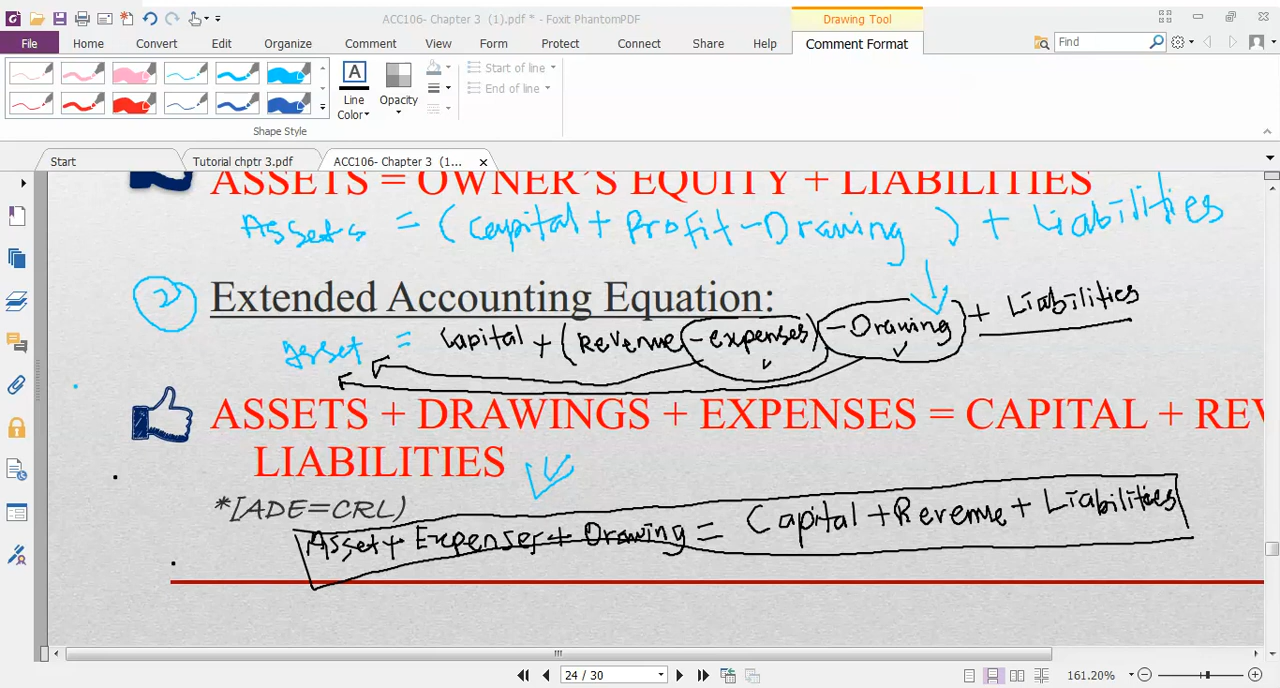 ACC106- Chapter 3 (1).pdf * - Foxit PhantomPDF
Drawing Tool
File Home Convert Edit Organize Comment View Form Protect Connect Share Help Comment Format Find
A
Line Color
Opacity
Start of line
End of line
Shape Style
Start Tutorial chptr 3.pdf ACC106- Chapter 3 (1...
ASSETS = OWNER'S EQUITY + LIABILITIES
Assets = (Capital + Profit - Drawing ) + Liabilities
2 Extended Accounting Equation:
Asset = Capital + (Revenue - expenses) - Drawing + Liabilities
ASSETS + DRAWINGS + EXPENSES = CAPITAL + REV
LIABILITIES
*[ADE=CRL)
Asset + Expenses + Drawing = Capital + Revenue + Liabilities
24 / 30
161.20%